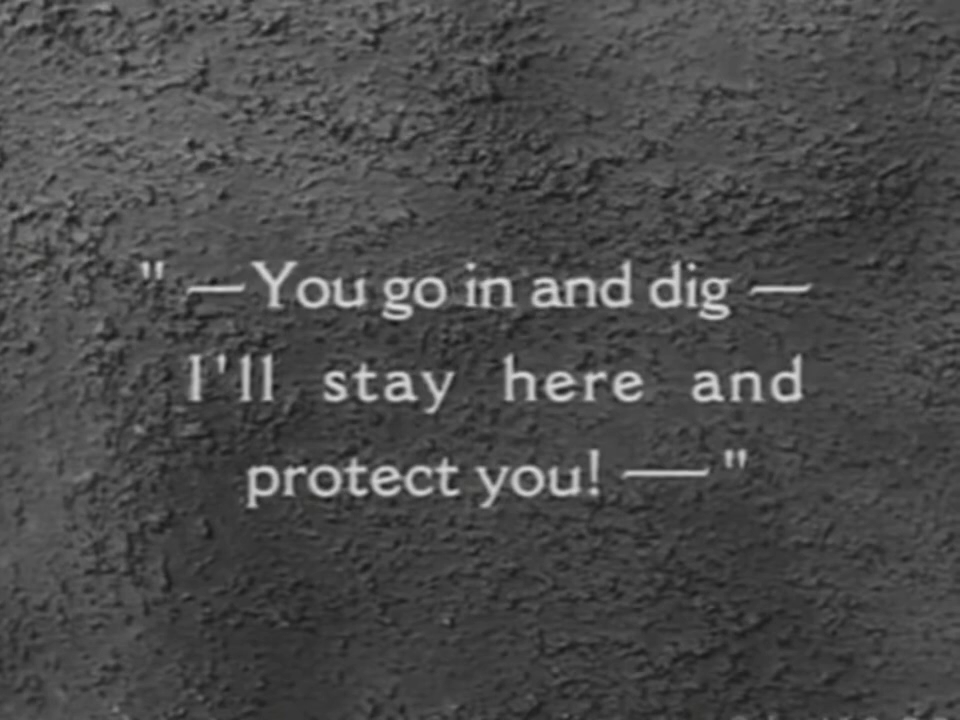 " —You go in and dig —
I'll stay here and
protect you! —"